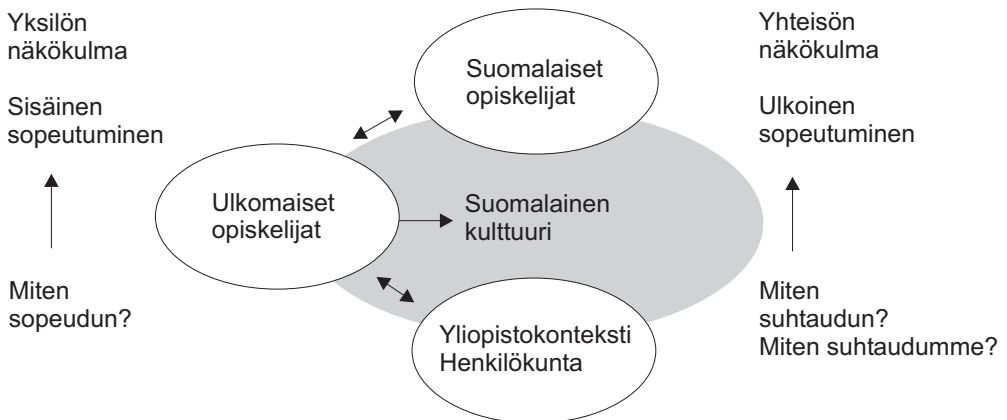 Yksilön
näkökulma
Sisäinen
sopeutuminen
Miten
sopeudun?
Suomalaiset
opiskelijat
Ulkomaiset
opiskelijat
Suomalainen
kulttuuri
Yliopistokonteksti
Henkilökunta
Yhteisön
näkökulma
Ulkoinen
sopeutuminen
Miten
suhtaudun?
Miten suhtaudumme?